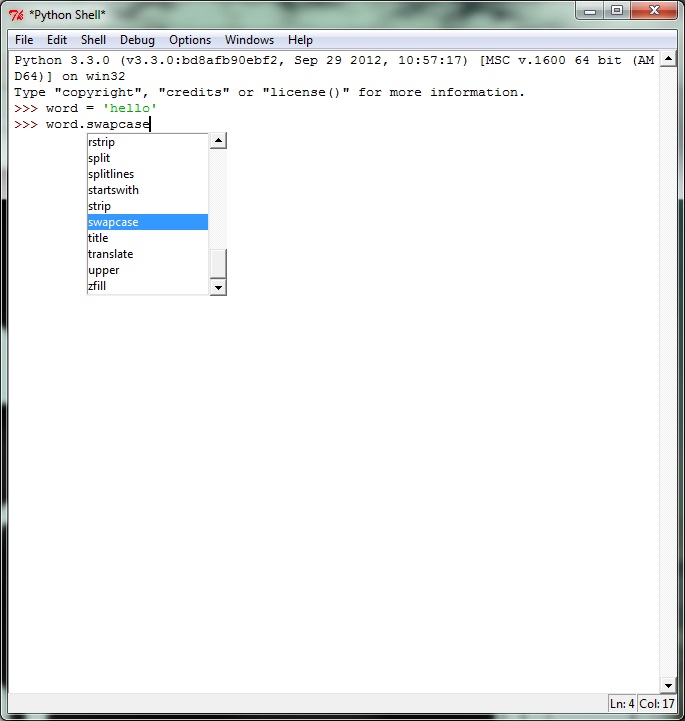 *Python Shell*
File Edit Shell Debug Options Windows Help
Python 3.3.0 (v3.3.0:bd8afb90ebf2, Sep 29 2012, 10:57:17) [MSC v.1600 64 bit (AM
D64)] on win32
Type "copyright", "credits" or "license()" for more information.
>>> word = 'hello'
>>> word.swapcase
rstrip
split
splitlines
startswith
strip
swapcase
title
translate
upper
zfill
Ln: 4 Col: 17